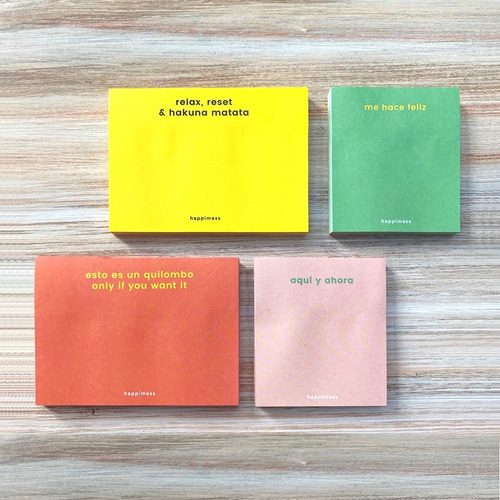 relax, reset
& hakuna matata
happimess
me hace feliz
happimess
esto es un quilombo
only if you want it
happimess
aquí y ahora
happimess